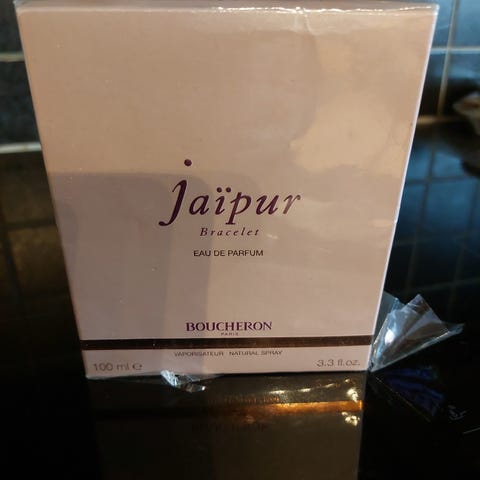 jaïpur
Bracelet
EAU DE PARFUM
BOUCHERON
PARIS
VAPORISATEUR NATURAL SPRAY
100 ml e 3.3 fl.oz.